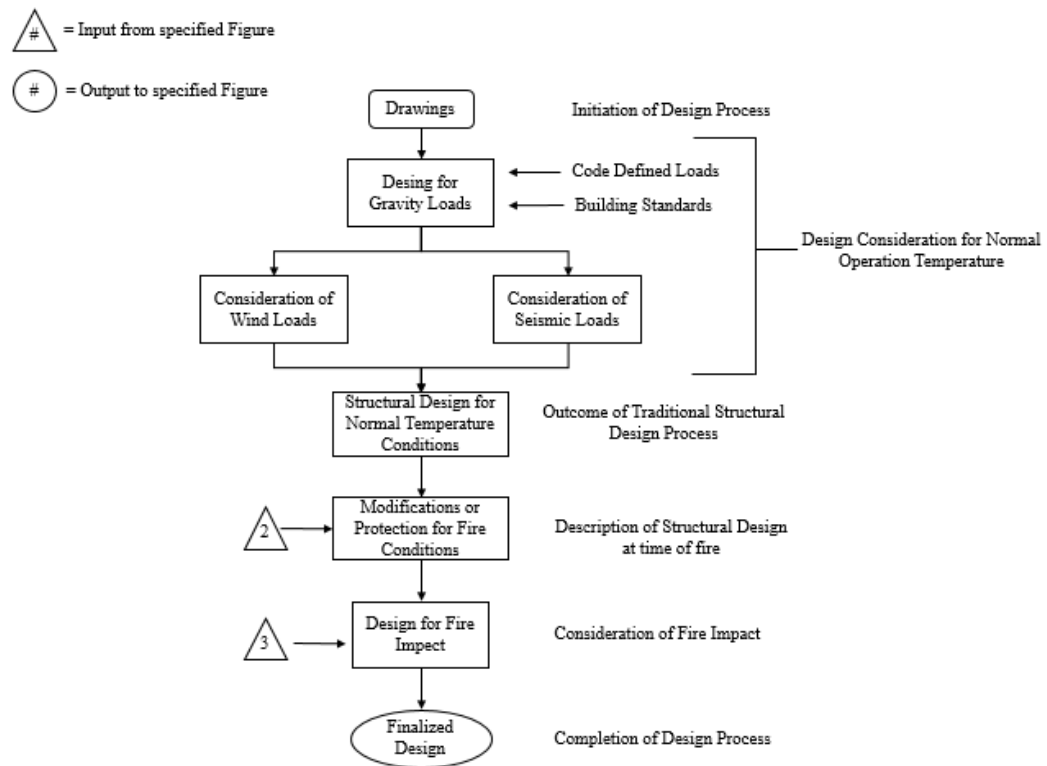 # = Input from specified Figure
# = Output to specified Figure
Drawings
Initiation of Design Process
Desing for
Gravity Loads
Code Defined Loads
Building Standards
Design Consideration for Normal
Operation Temperature
Consideration of
Wind Loads
Consideration of
Seismic Loads
Structural Design for
Normal Temperature
Conditions
Outcome of Traditional Structural
Design Process
2
Modifications or
Protection for Fire
Conditions
Description of Structural Design
at time of fire
3
Design for Fire
Impact
Consideration of Fire Impact
Finalized
Design
Completion of Design Process